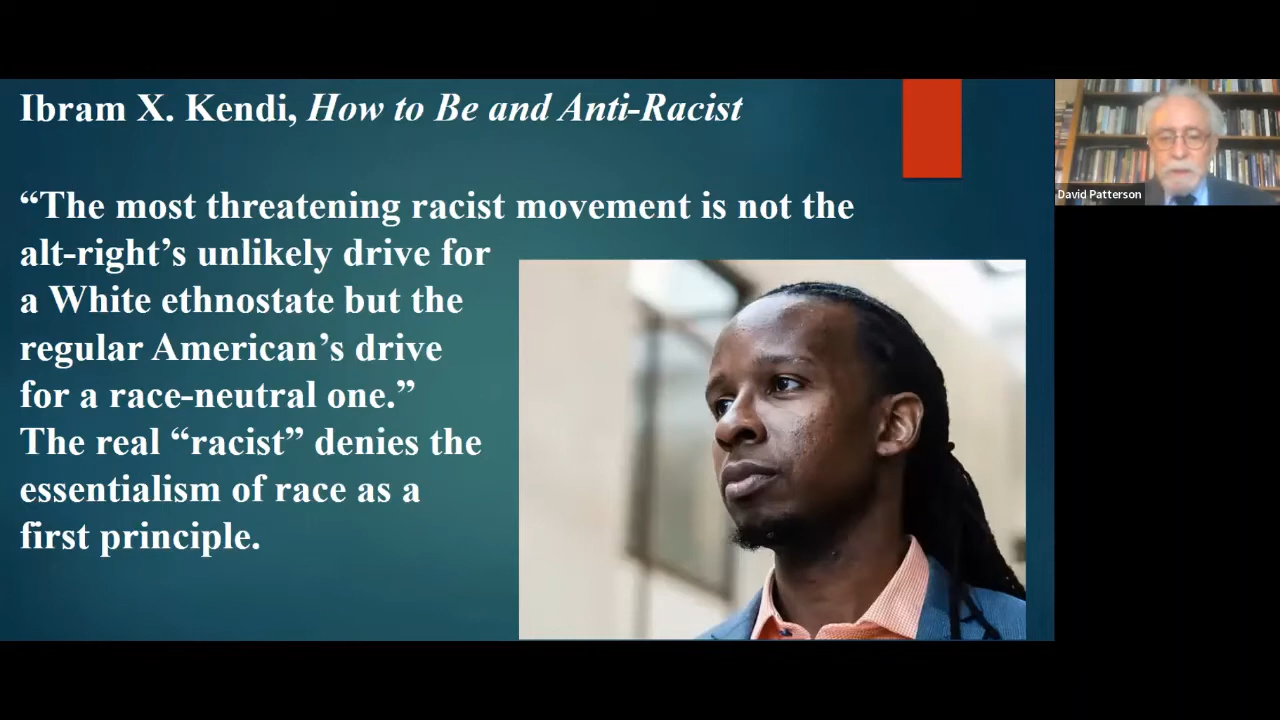 Ibram X. Kendi, How to Be and Anti-Racist
“The most threatening racist movement is not the
alt-right’s unlikely drive for
a White ethnostate but the
regular American’s drive
for a race-neutral one.”
The real “racist” denies the
essentialism of race as a
first principle.
David Patterson